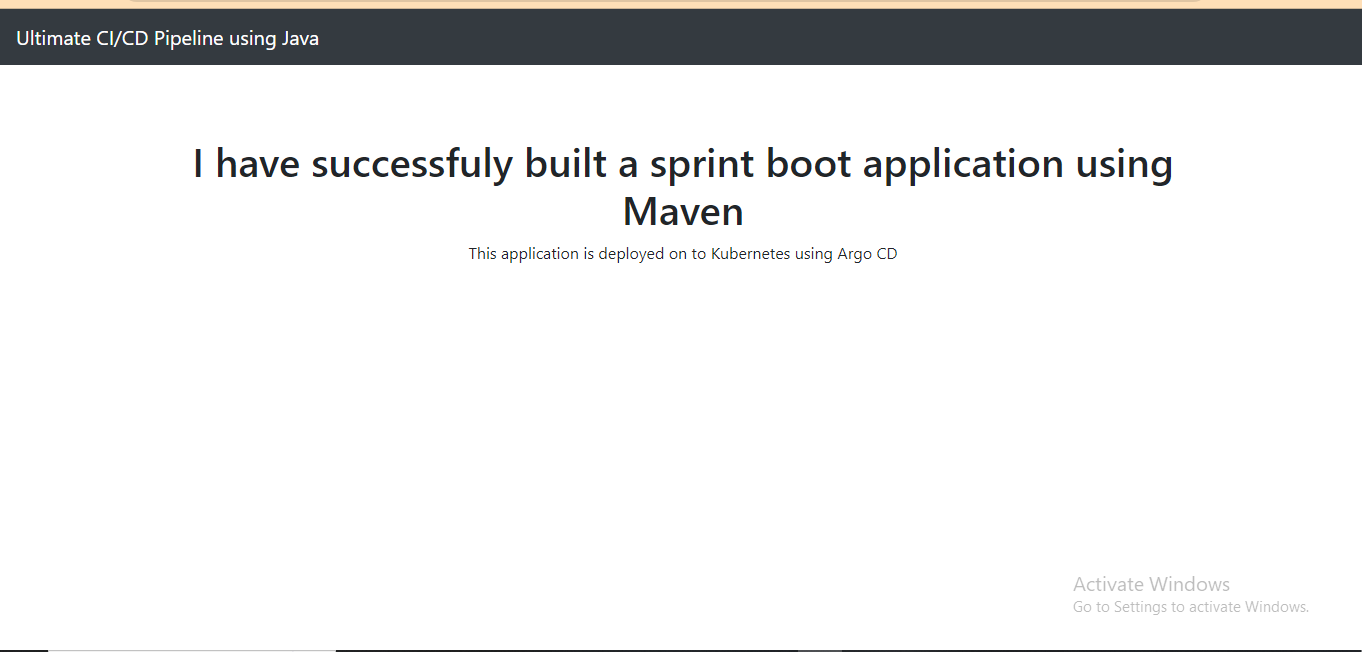 Ultimate CI/CD Pipeline using Java
I have successfuly built a sprint boot application using
Maven
This application is deployed on to Kubernetes using Argo CD
Activate Windows
Go to Settings to activate Windows.